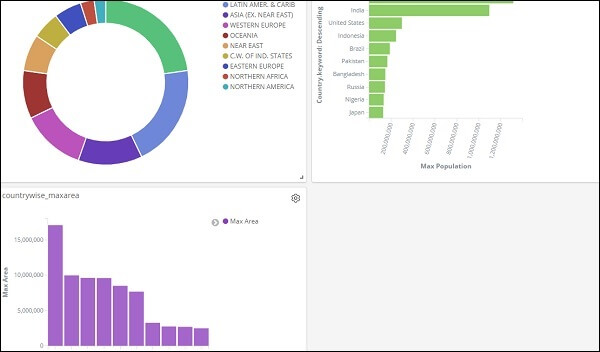 LATIN AMER. & CARIB
ASIA (EX. NEAR EAST)
WESTERN EUROPE
OCEANIA
NEAR EAST
C.W. OF IND. STATES
EASTERN EUROPE
NORTHERN AFRICA
NORTHERN AMERICA
Country.keyword: Descending
India
United States
Indonesia
Brazil
Pakistan
Bangladesh
Russia
Nigeria
Japan
200,000,000
400,000,000
600,000,000
800,000,000
1,000,000,000
1,200,000,000
Max Population
countrywise_maxarea
Max Area
Max Area
15,000,000
10,000,000
5,000,000
0